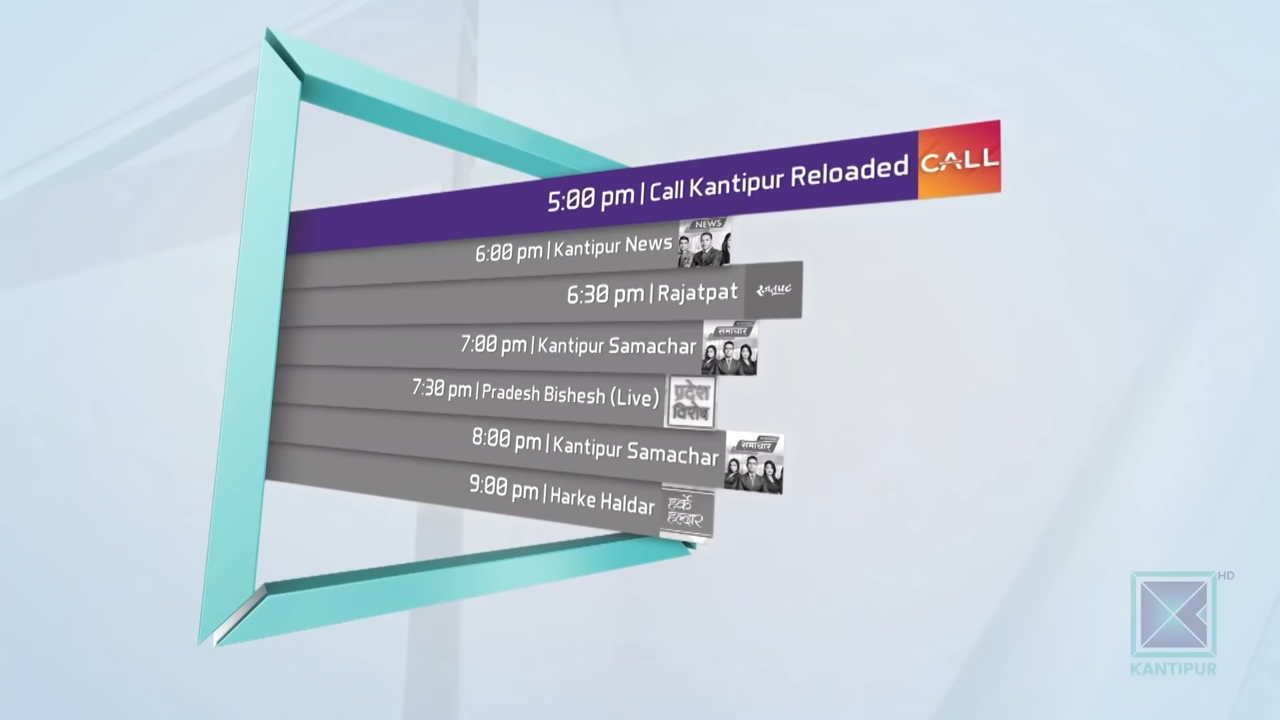 5:00 pm | Call Kantipur Reloaded
CALL
6:00 pm | Kantipur News
NEWS
6:30 pm | Rajatpat
रजतपट
7:00 pm | Kantipur Samachar
समाचार
7:30 pm | Pradesh Bishesh (Live)
प्रदेश
विशेष
8:00 pm | Kantipur Samachar
समाचार
9:00 pm | Harke Haldar
हर्के
हल्दार
HD
KANTIPUR